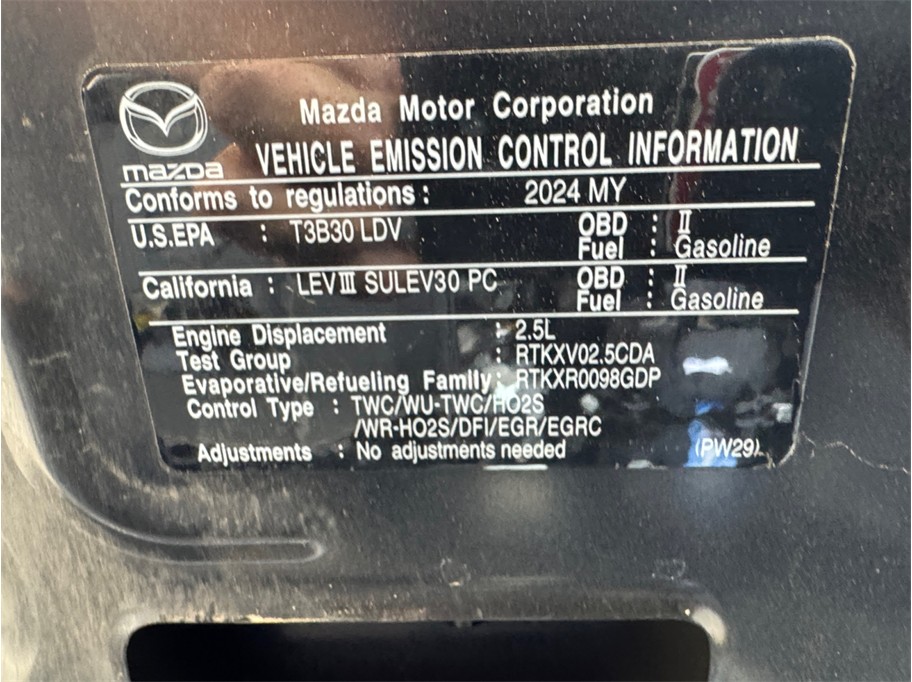 Mazda Motor Corporation
mazda VEHICLE EMISSION CONTROL INFORMATION
Conforms to regulations : 2024 MY
U.S.EPA : T3B30 LDV OBD : II
Fuel : Gasoline
California : LEV III SULEV30 PC OBD : II
Fuel : Gasoline
Engine Displacement : 2.5L
Test Group : RTKXV02.5CDA
Evaporative/Refueling Family : RTKXR0098GDP
Control Type : TWC/WU-TWC/HO2S
/WR-HO2S/DFI/EGR/EGRC
Adjustments : No adjustments needed (PW29)